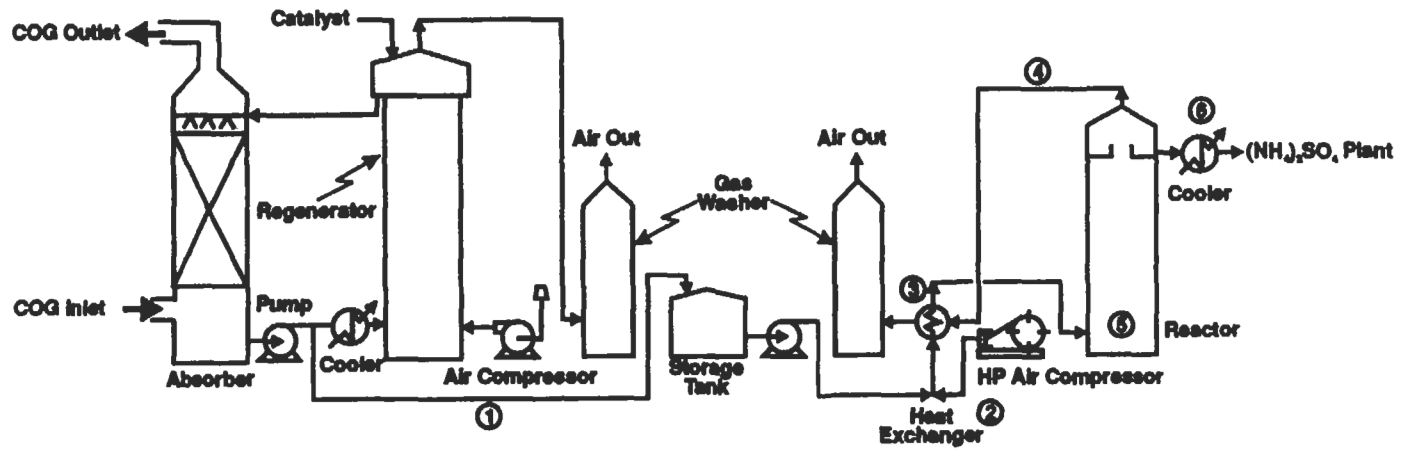 COG Outlet
Catalyst
④
⑥
Air Out
Air Out
(NH₄)₂SO₄ Plant
Cooler
Gas
Washer
Regenerator
③
COG Inlet
Pump
⑤
Reactor
Absorber
Cooler
Air Compressor
Storage
Tank
HP Air Compressor
①
②
Heat
Exchanger